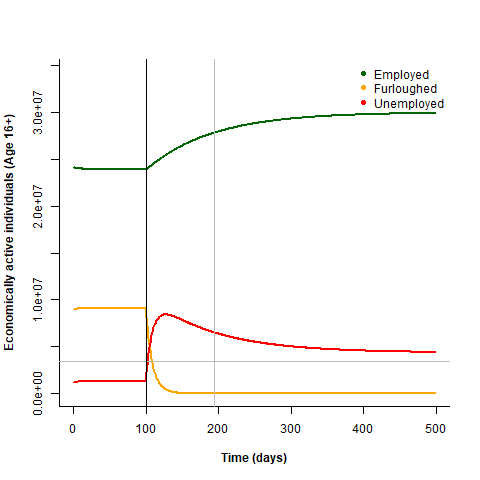 Employed
Furloughed
Unemployed
Economically active individuals (Age 16+)
3.0e+07
2.0e+07
1.0e+07
0.0e+00
0 100 200 300 400 500
Time (days)